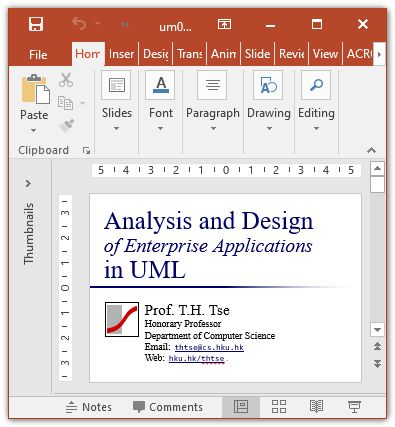 um0...
File Hom Inser Desig Trans Anim Slide Revie View ACR
Paste Slides Font Paragraph Drawing Editing
Clipboard
5 4 3 2 1 0 1 2 3 4 5
Thumbnails
3 2 1 0 1 2 3
Analysis and Design
of Enterprise Applications
in UML
Prof. T.H. Tse
Honorary Professor
Department of Computer Science
Email: thtse@cs.hku.hk
Web: hku.hk/thtse
Notes Comments